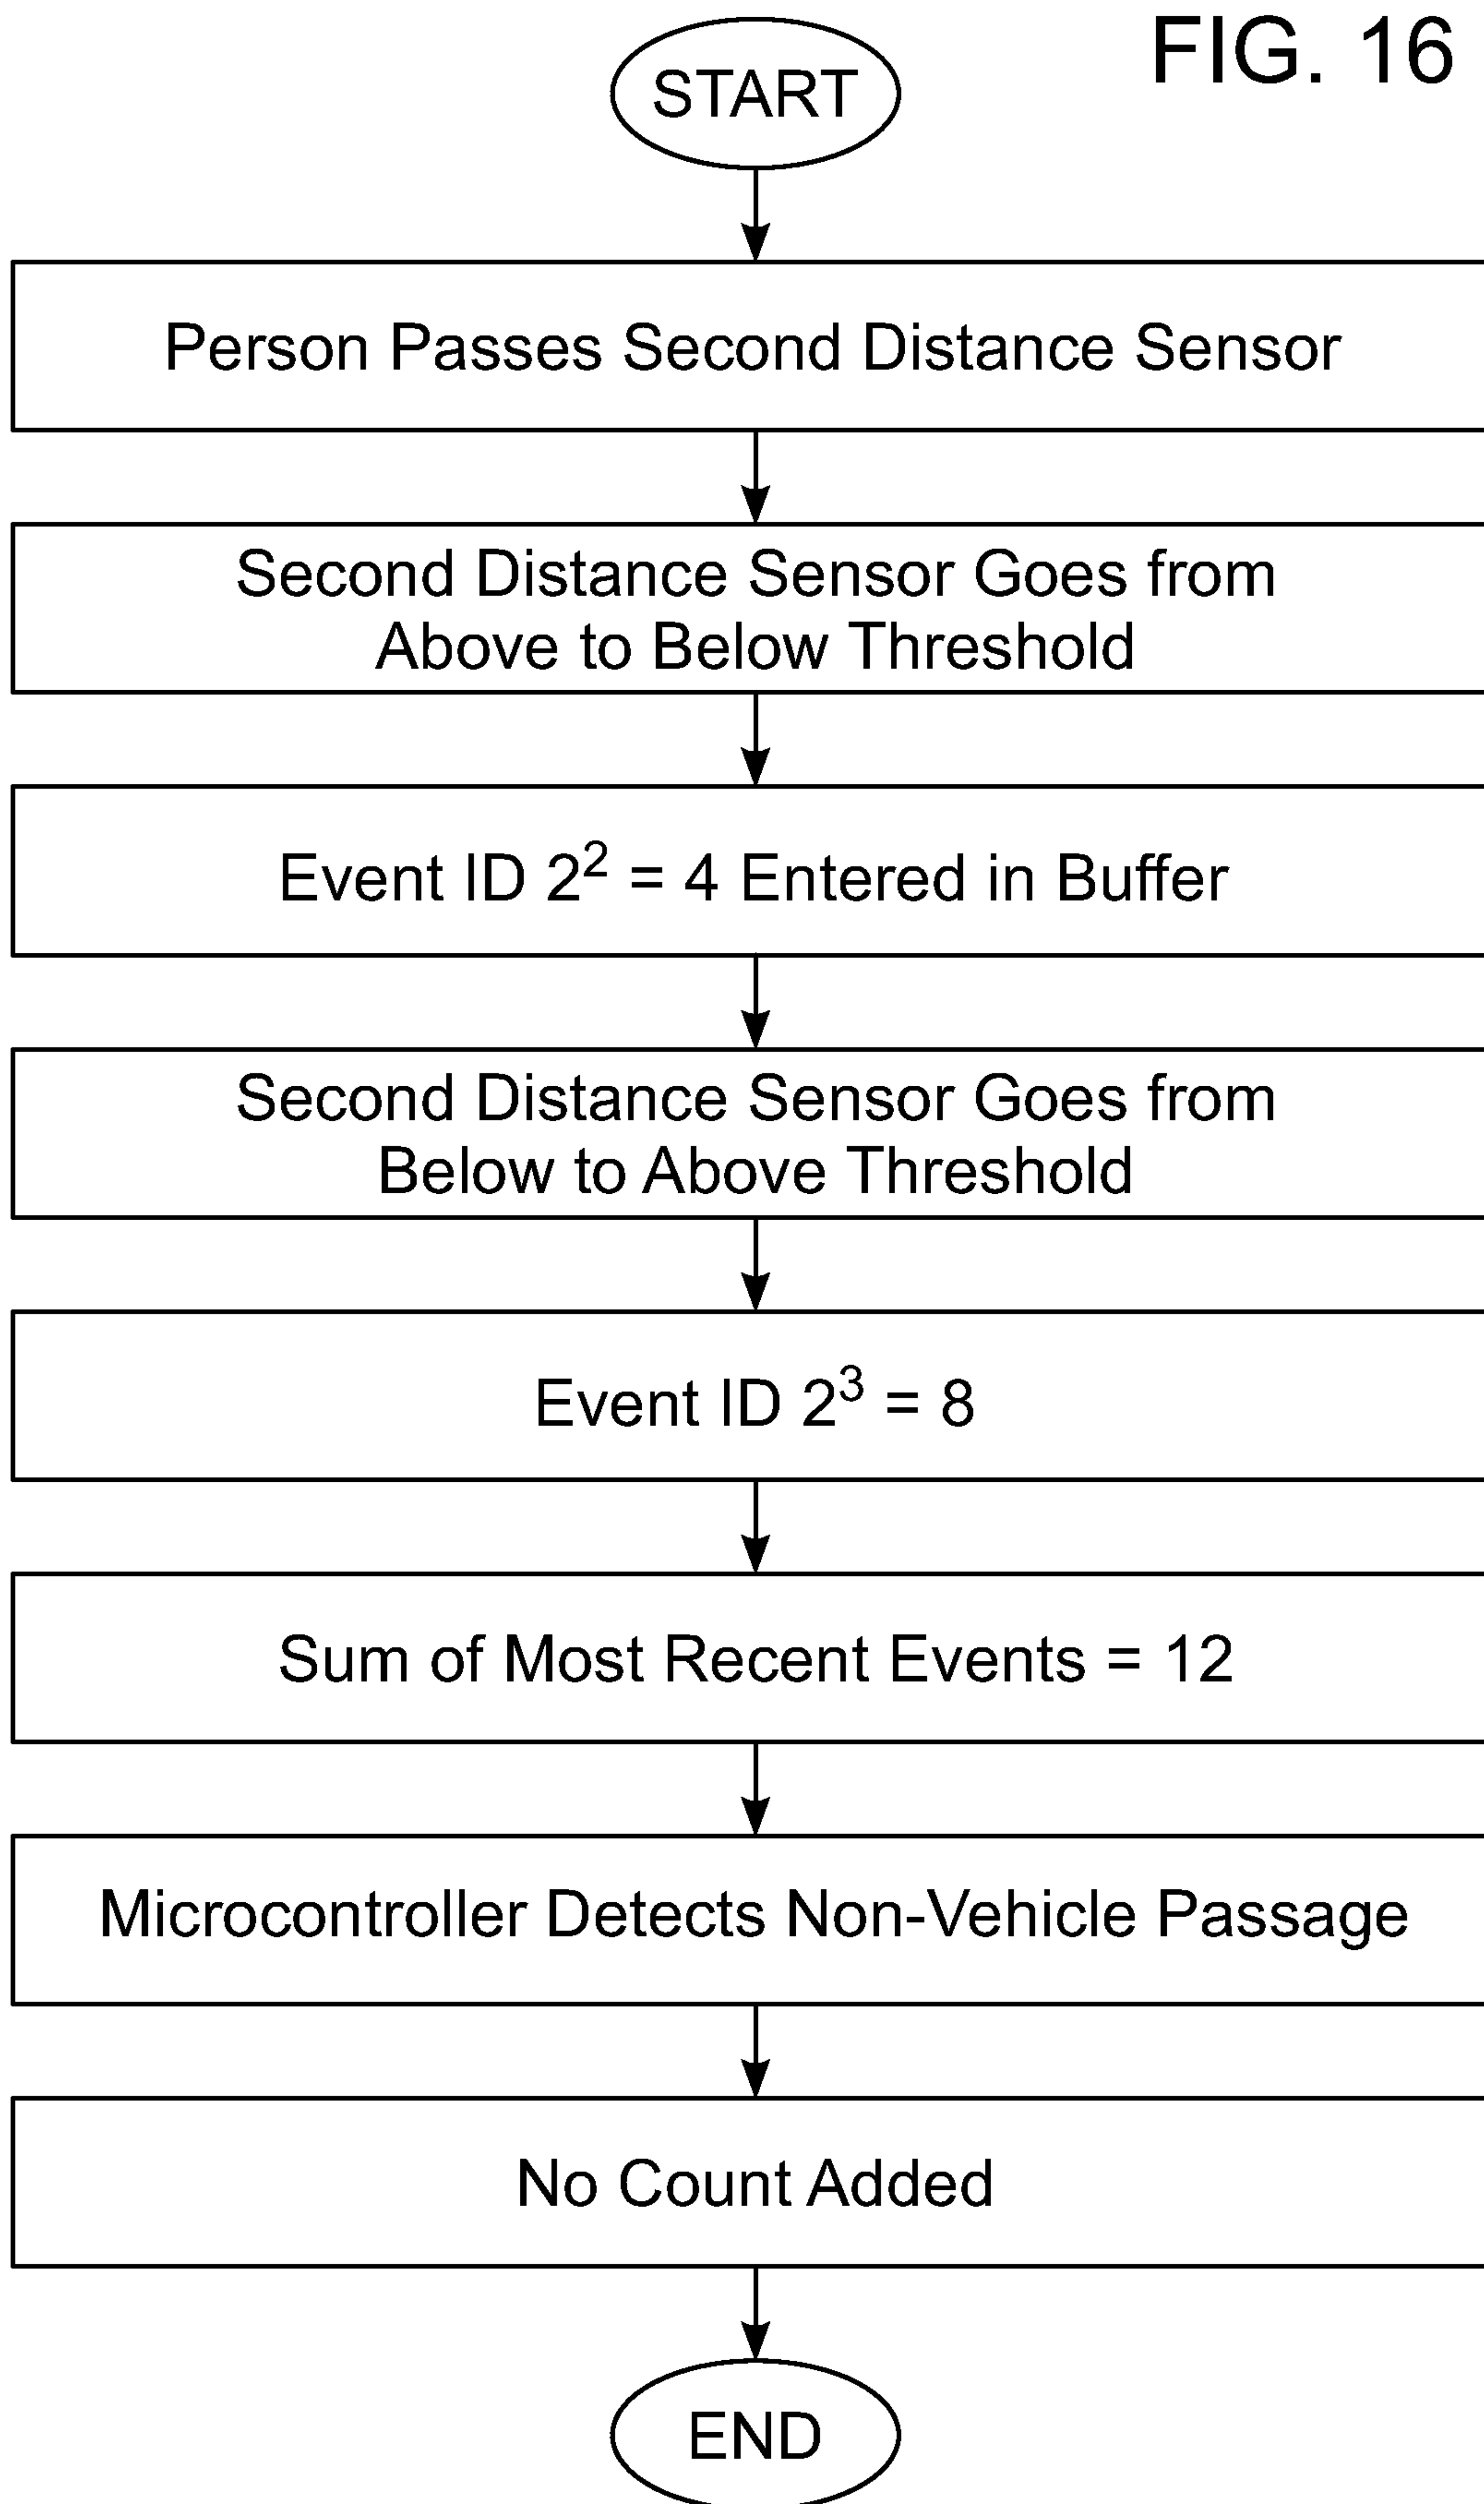 FIG. 16
START
Person Passes Second Distance Sensor
Second Distance Sensor Goes from
Above to Below Threshold
Event ID 2² = 4 Entered in Buffer
Second Distance Sensor Goes from
Below to Above Threshold
Event ID 2³ = 8
Sum of Most Recent Events = 12
Microcontroller Detects Non-Vehicle Passage
No Count Added
END